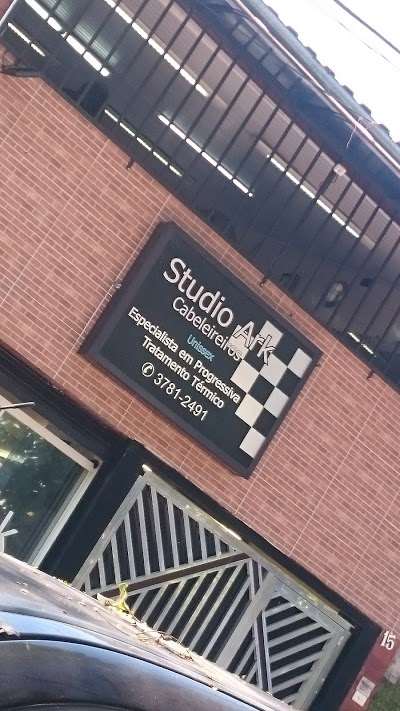 Studio Ark
Cabeleireiros
Unissex
Especialista em Progressiva
Tratamento Térmico
3781-2491
15